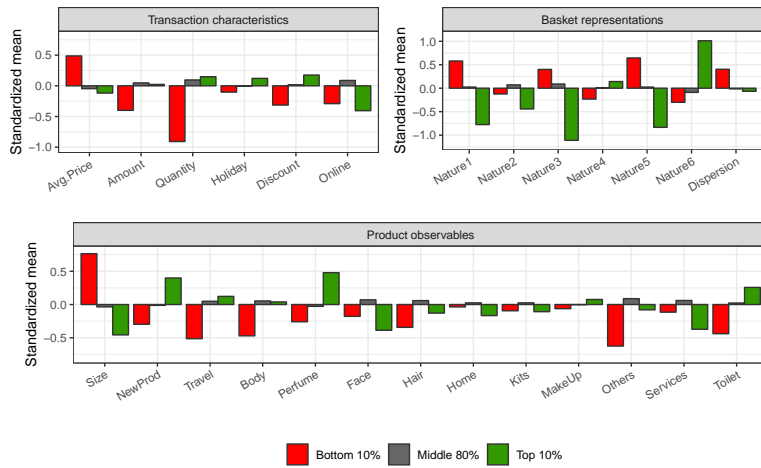 Transaction characteristics
Standardized mean
0.5
0.0
−0.5
−1.0
Avg.Price
Amount
Quantity
Holiday
Discount
Online
Basket representations
Standardized mean
1.0
0.5
0.0
−0.5
−1.0
Nature1
Nature2
Nature3
Nature4
Nature5
Nature6
Dispersion
Product observables
Standardized mean
0.5
0.0
−0.5
Size
NewProd
Travel
Body
Perfume
Face
Hair
Home
Kits
MakeUp
Others
Services
Toilet
Bottom 10%
Middle 80%
Top 10%